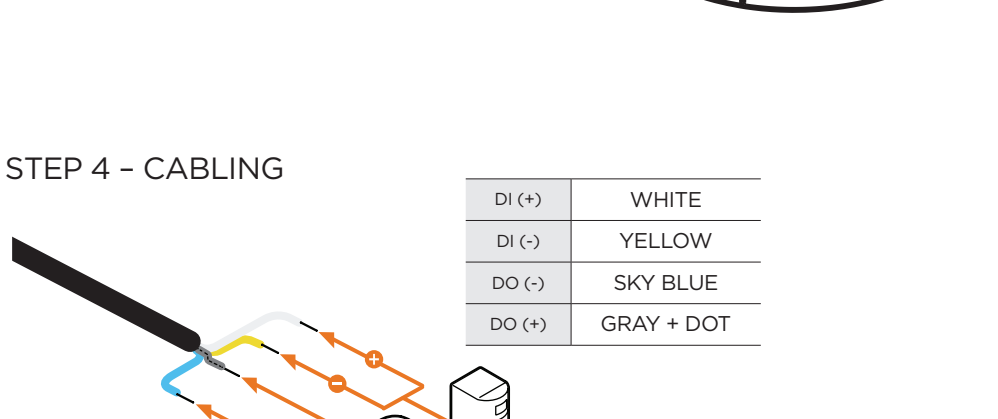 STEP 4 – CABLING
DI (+) WHITE
DI (-) YELLOW
DO (-) SKY BLUE
DO (+) GRAY + DOT
+
-